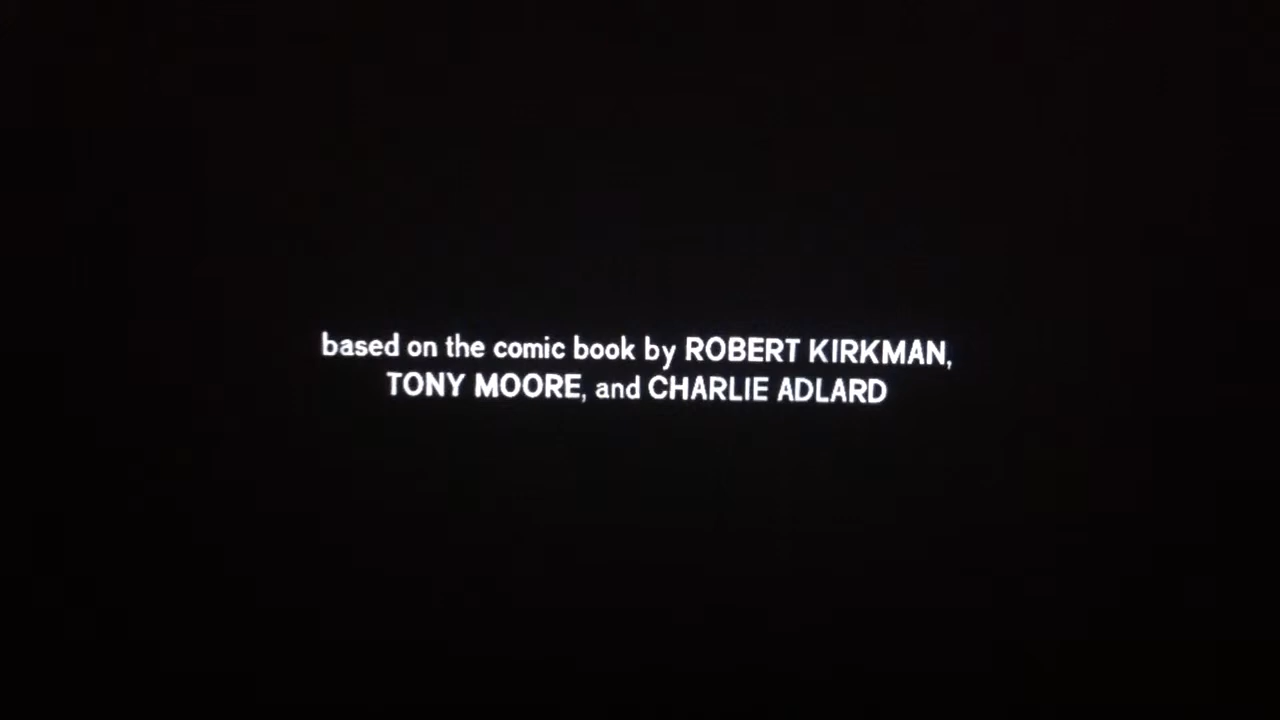 based on the comic book by ROBERT KIRKMAN,
TONY MOORE, and CHARLIE ADLARD